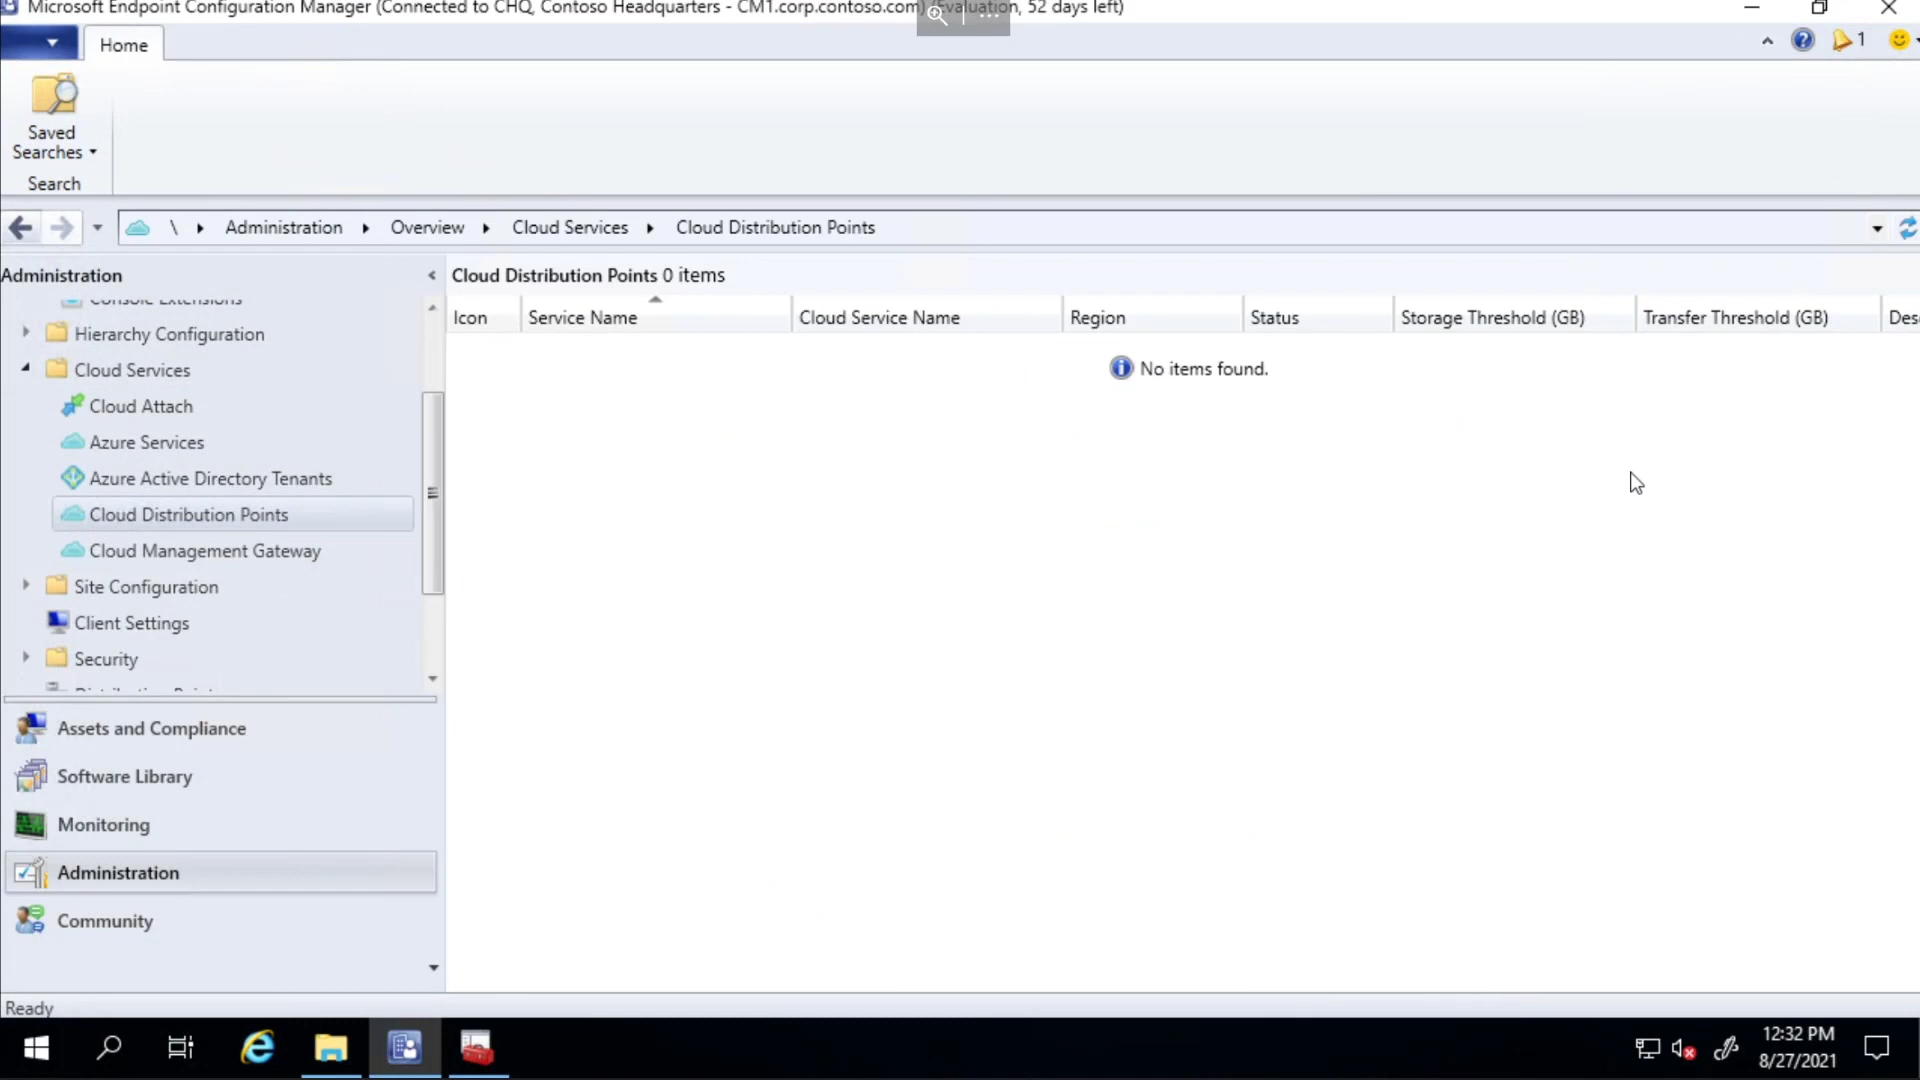 Microsoft Endpoint Configuration Manager (Connected to CHQ, Contoso Headquarters - CM1.corp.contoso.com) (Evaluation, 52 days left)
Home
1
Saved
Searches
Search
\ Administration Overview Cloud Services Cloud Distribution Points
Administration
Cloud Distribution Points 0 items
Console Extensions
Icon Service Name Cloud Service Name Region Status Storage Threshold (GB) Transfer Threshold (GB) Des
Hierarchy Configuration
No items found.
Cloud Services
Cloud Attach
Azure Services
Azure Active Directory Tenants
Cloud Distribution Points
Cloud Management Gateway
Site Configuration
Client Settings
Security
Assets and Compliance
Software Library
Monitoring
Administration
Community
Ready
12:32 PM
8/27/2021